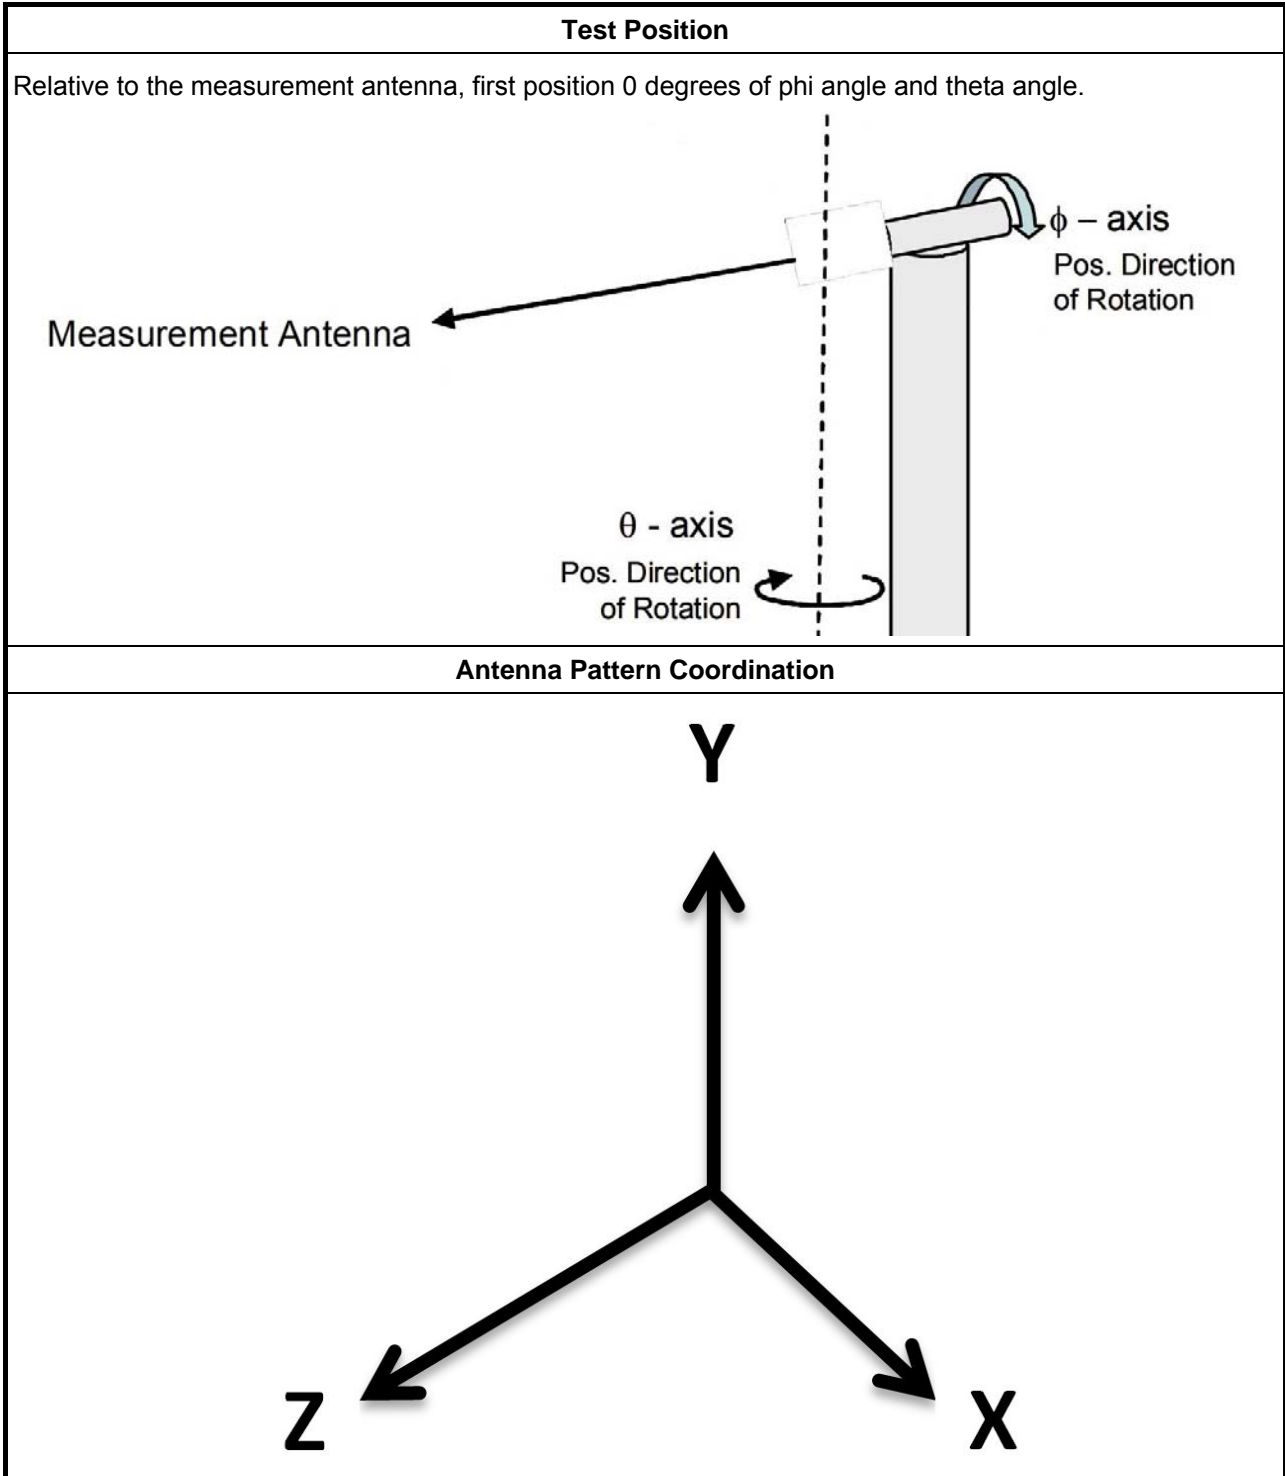 Test Position
Relative to the measurement antenna, first position 0 degrees of phi angle and theta angle.
ϕ – axis
Pos. Direction
of Rotation
Measurement Antenna
θ - axis
Pos. Direction
of Rotation
Antenna Pattern Coordination
Y
Z
X